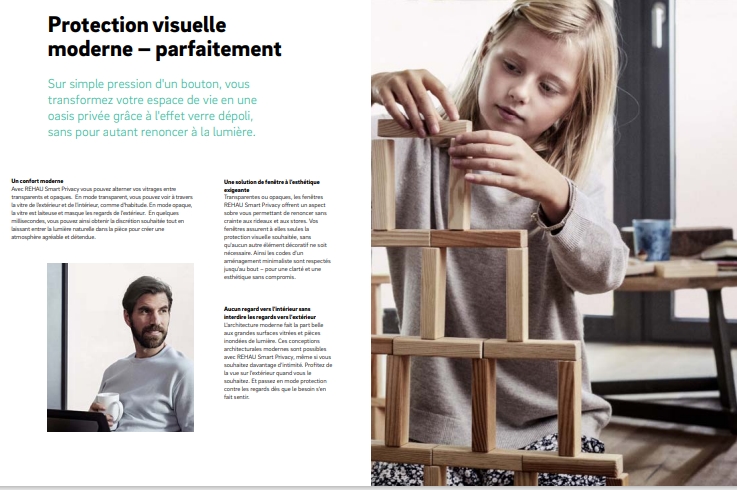 Protection visuelle
moderne – parfaitement
Sur simple pression d'un bouton, vous
transformez votre espace de vie en une
oasis privée grâce à l'effet verre dépoli,
sans pour autant renoncer à la lumière.
Un confort moderne
Avec REHAU Smart Privacy vous pouvez alterner vos vitrages entre
transparents et opaques. En mode transparent, vous pouvez voir à travers
la vitre de l'extérieur et de l'intérieur, comme d'habitude. En mode opaque,
la vitre est laiteuse et masque les regards de l'extérieur. En quelques
millisecondes, vous pouvez ainsi obtenir la discrétion souhaitée tout en
laissant entrer la lumière naturelle dans la pièce pour créer une
atmosphère agréable et détendue.
Une solution de fenêtre à l'esthétique
exigeante
Transparentes ou opaques, les fenêtres
REHAU Smart Privacy offrent un aspect
sobre vous permettant de renoncer sans
crainte aux rideaux et aux stores. Vos
fenêtres assurent à elles seules la
protection visuelle souhaitée, sans
qu'aucun autre élément décoratif ne soit
nécessaire. Ainsi les codes d'un
aménagement minimaliste sont respectés
jusqu'au bout – pour une clarté et une
esthétique sans compromis.
Aucun regard vers l'intérieur sans
interdire les regards vers l'extérieur
L'architecture moderne fait la part belle
aux grandes surfaces vitrées et pièces
inondées de lumière. Ces conceptions
architecturales modernes sont possibles
avec REHAU Smart Privacy, même si vous
souhaitez davantage d'intimité. Profitez de
la vue sur l'extérieur quand vous le
souhaitez. Et passez en mode protection
contre les regards dès que le besoin s'en
fait sentir.